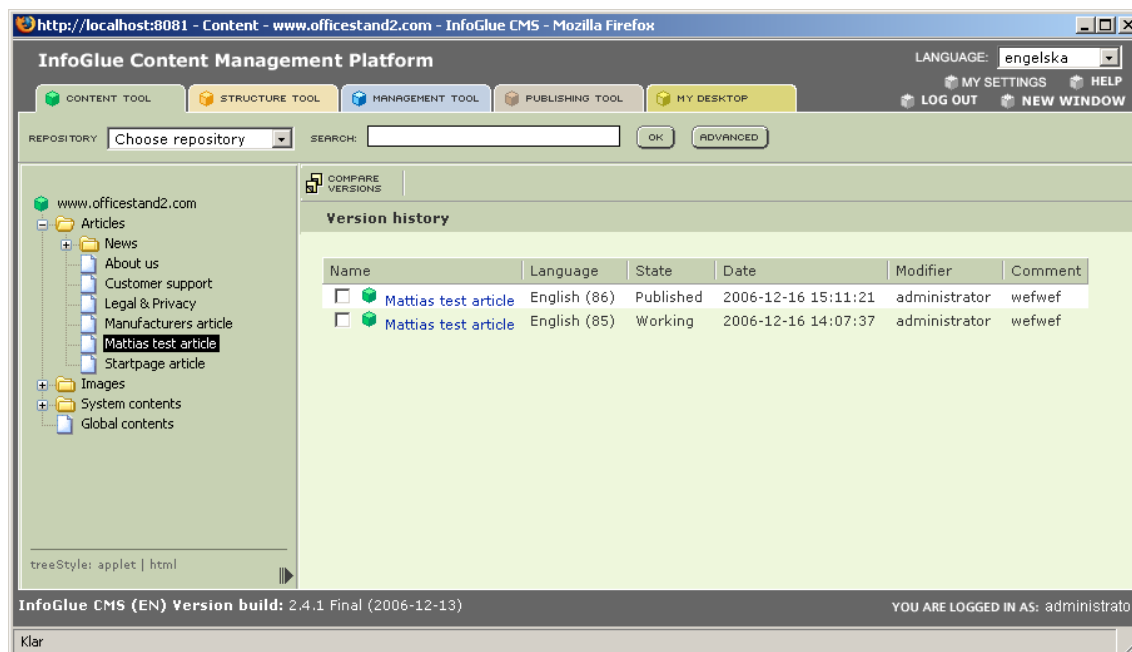 http://localhost:8081 - Content - www.officestand2.com - InfoGlue CMS - Mozilla Firefox
InfoGlue Content Management Platform
LANGUAGE: engelska
MY SETTINGS HELP
LOG OUT NEW WINDOW
CONTENT TOOL STRUCTURE TOOL MANAGEMENT TOOL PUBLISHING TOOL MY DESKTOP
REPOSITORY Choose repository SEARCH: OK ADVANCED
COMPARE
VERSIONS
Version history
www.officestand2.com
Articles
News
About us
Customer support
Legal & Privacy
Manufacturers article
Mattias test article
Startpage article
Images
System contents
Global contents
treeStyle: applet | html
Name Language State Date Modifier Comment
Mattias test article English (86) Published 2006-12-16 15:11:21 administrator wefwef
Mattias test article English (85) Working 2006-12-16 14:07:37 administrator wefwef
InfoGlue CMS (EN) Version build: 2.4.1 Final (2006-12-13)
YOU ARE LOGGED IN AS: administrato
Klar